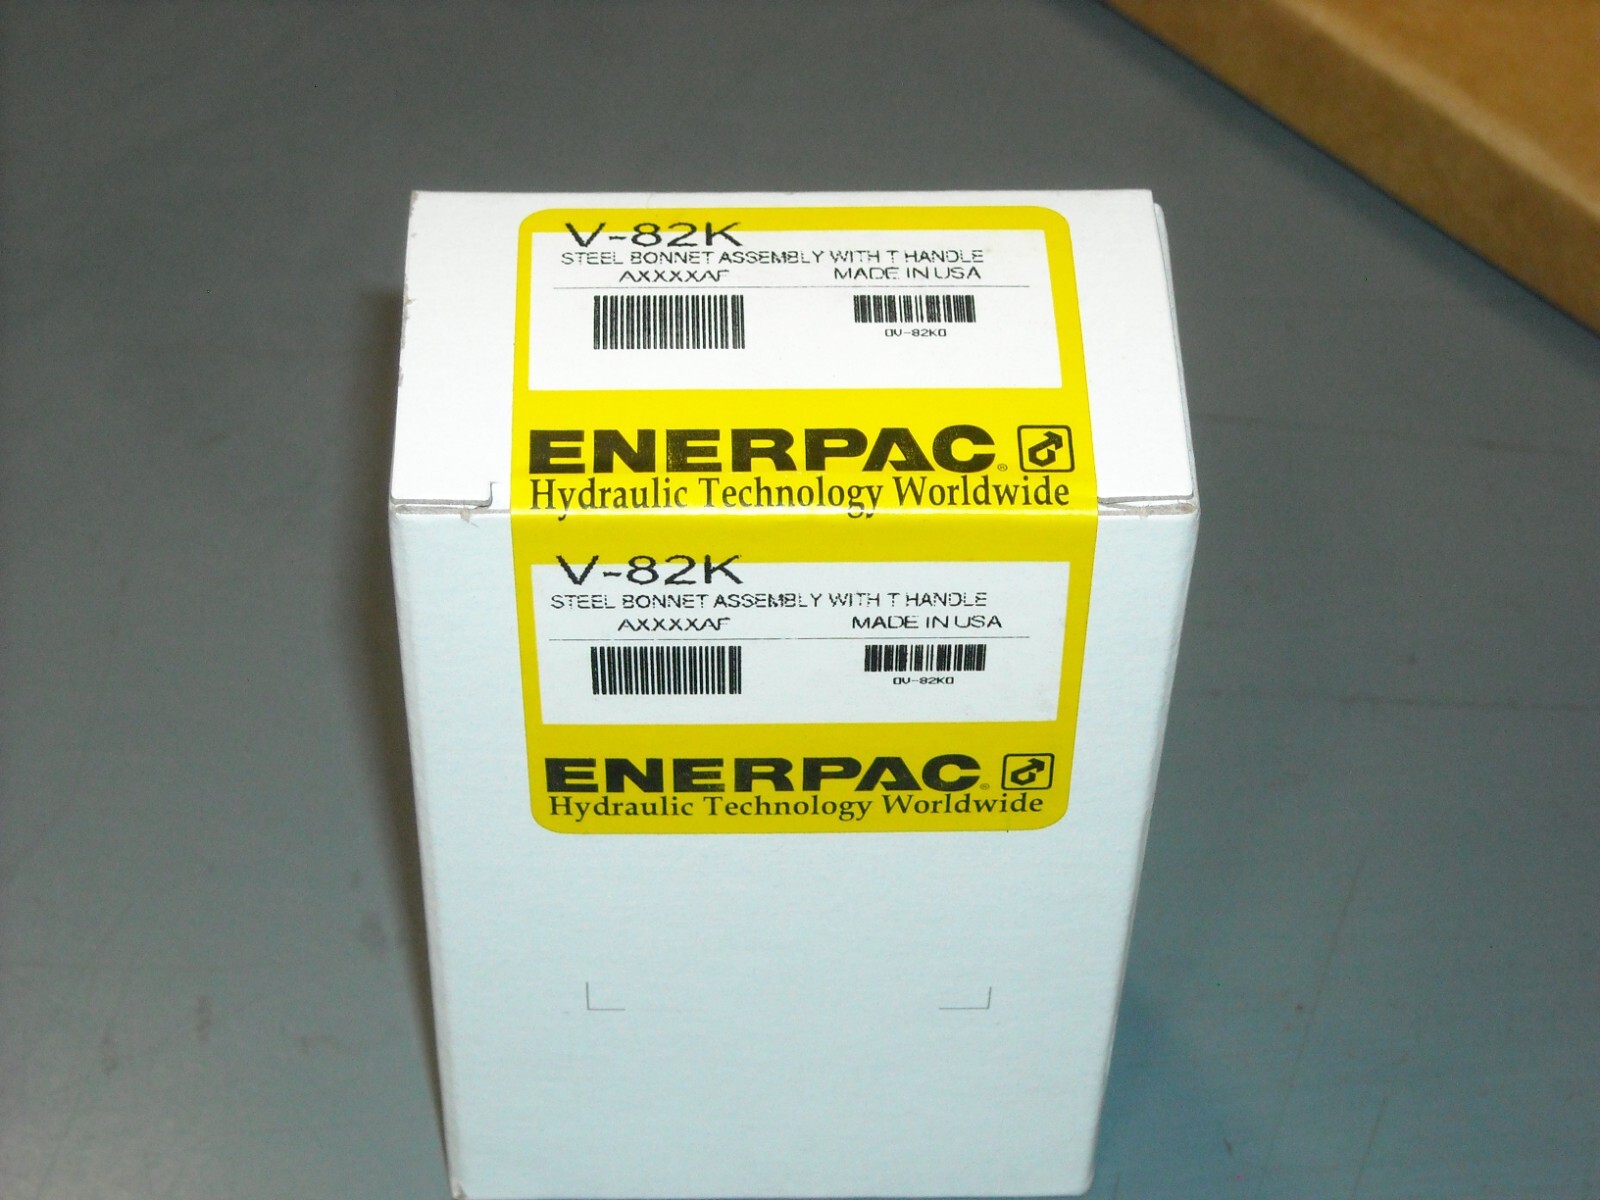 V-82K
STEEL BONNET ASSEMBLY WITH T HANDLE
AXXXXAF MADE IN USA
0V-82K0
ENERPAC®
Hydraulic Technology Worldwide
V-82K
STEEL BONNET ASSEMBLY WITH T HANDLE
AXXXXAF MADE IN USA
0V-82K0
ENERPAC®
Hydraulic Technology Worldwide